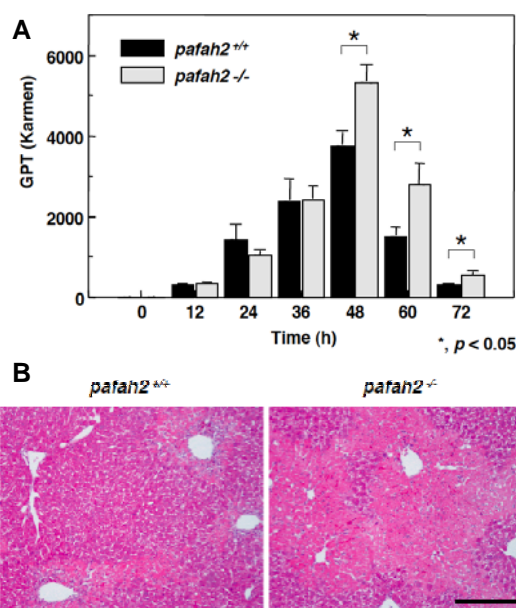 A
6000
4000
2000
0
GPT (Karmen)
pafah2 +/+
pafah2 -/-
*
*
*
0 12 24 36 48 60 72
Time (h)
*, p < 0.05
B
pafah2 +/+ pafah2 -/-